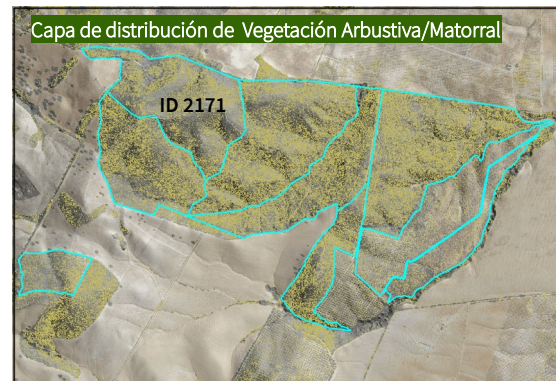 Capa de distribución de Vegetación Arbustiva/Matorral
ID 2171